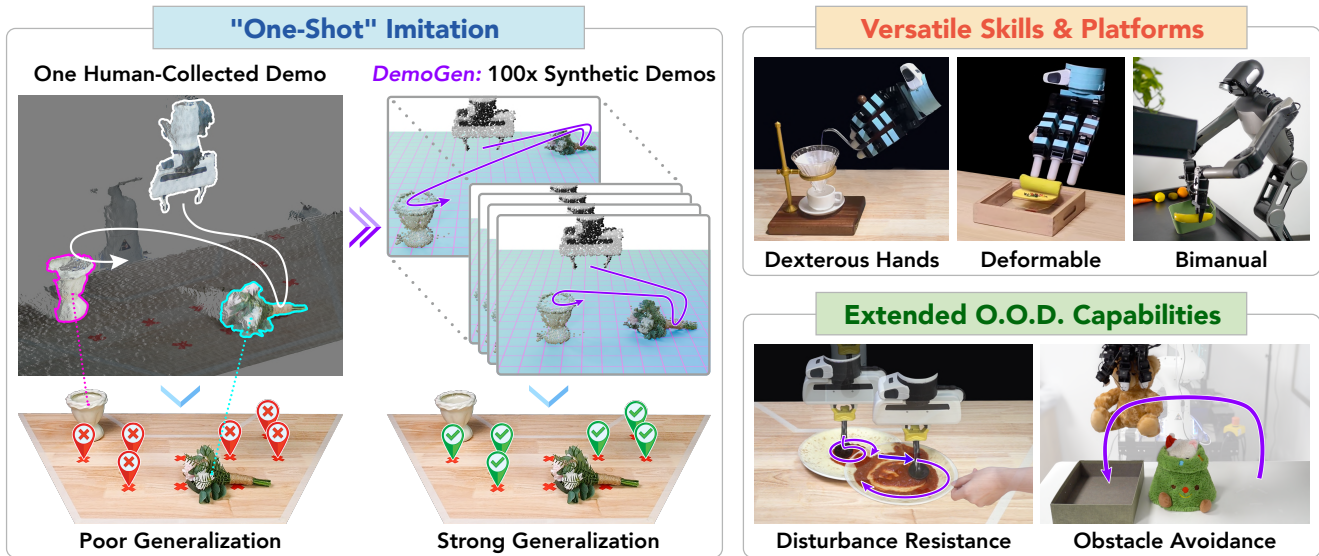 "One-Shot" Imitation
One Human-Collected Demo
DemoGen: 100x Synthetic Demos
Poor Generalization
Strong Generalization
Versatile Skills & Platforms
Dexterous Hands
Deformable
Bimanual
Extended O.O.D. Capabilities
Disturbance Resistance
Obstacle Avoidance